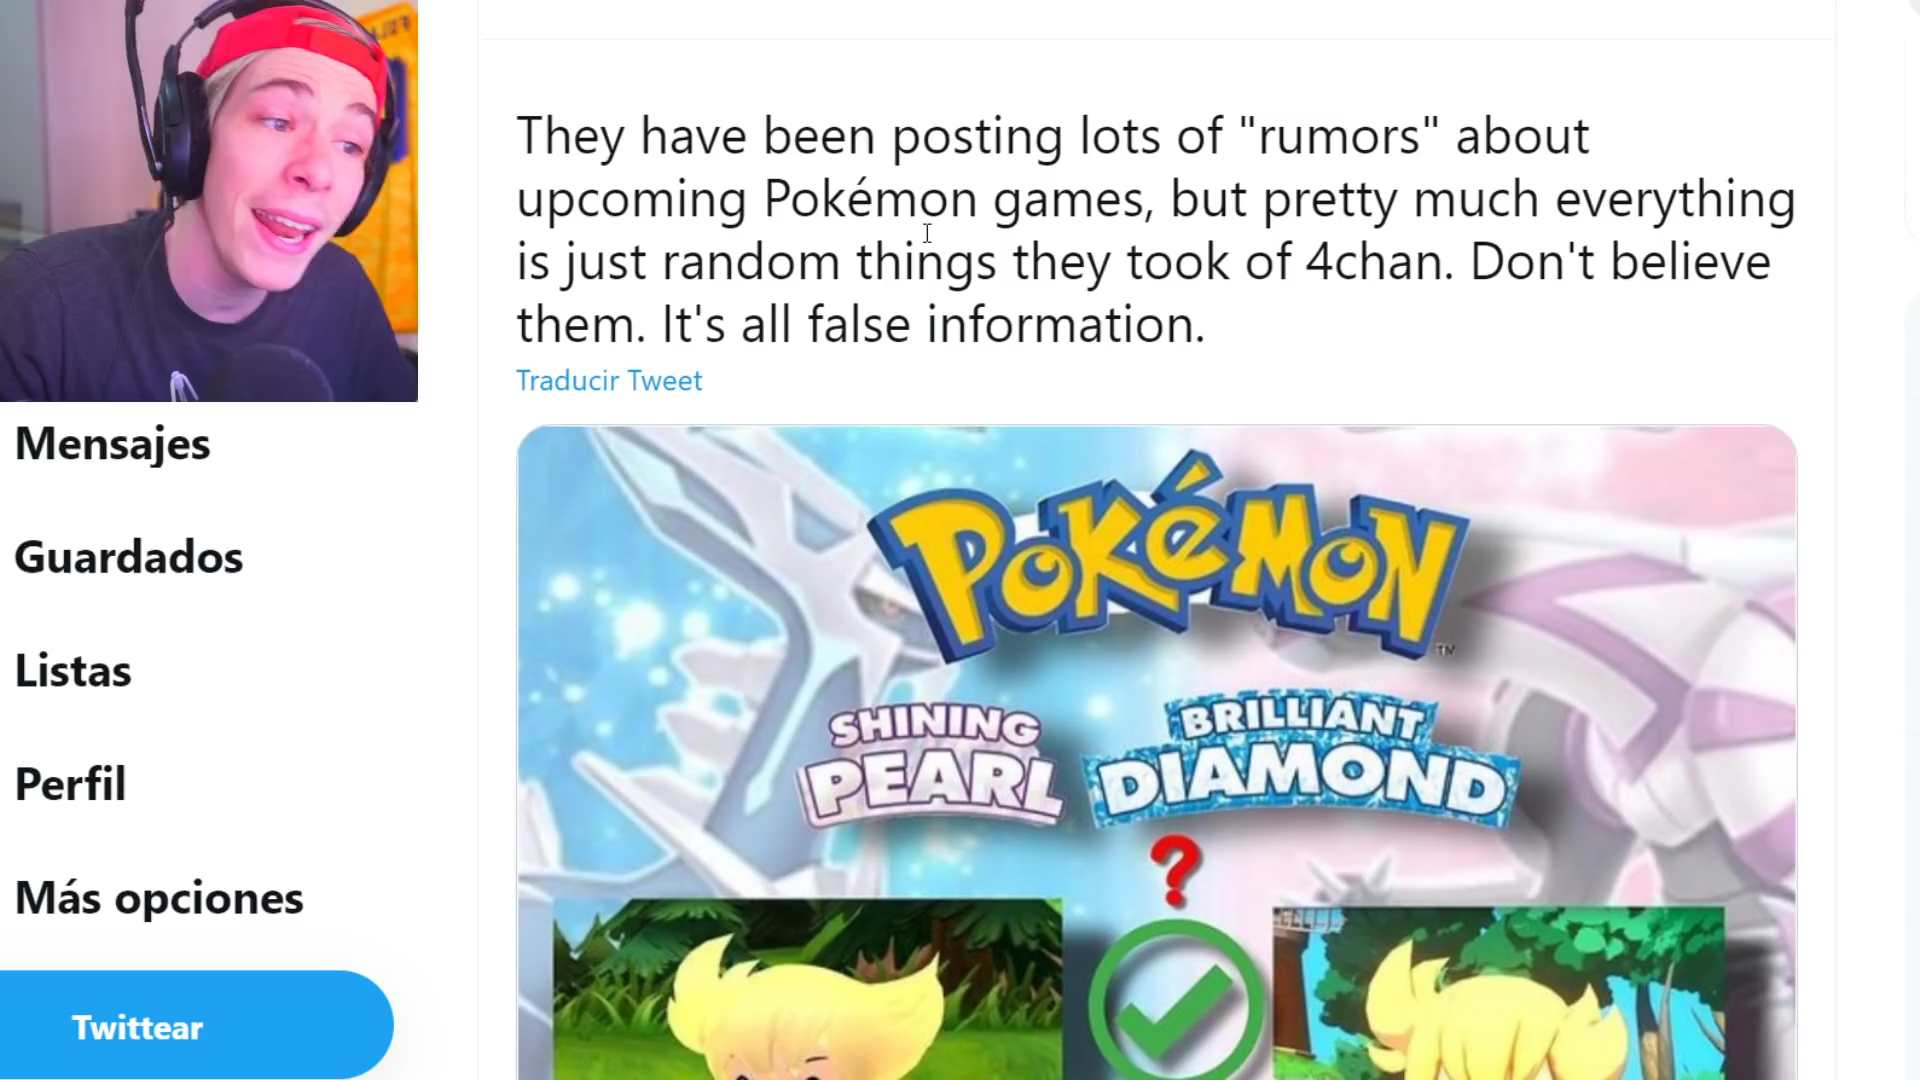 They have been posting lots of "rumors" about
upcoming Pokémon games, but pretty much everything
is just random things they took of 4chan. Don't believe
them. It's all false information.
Traducir Tweet
Mensajes
Guardados
Listas
Perfil
Más opciones
Twittear
POKéMON
TM
SHINING
PEARL
BRILLIANT
DIAMOND
?